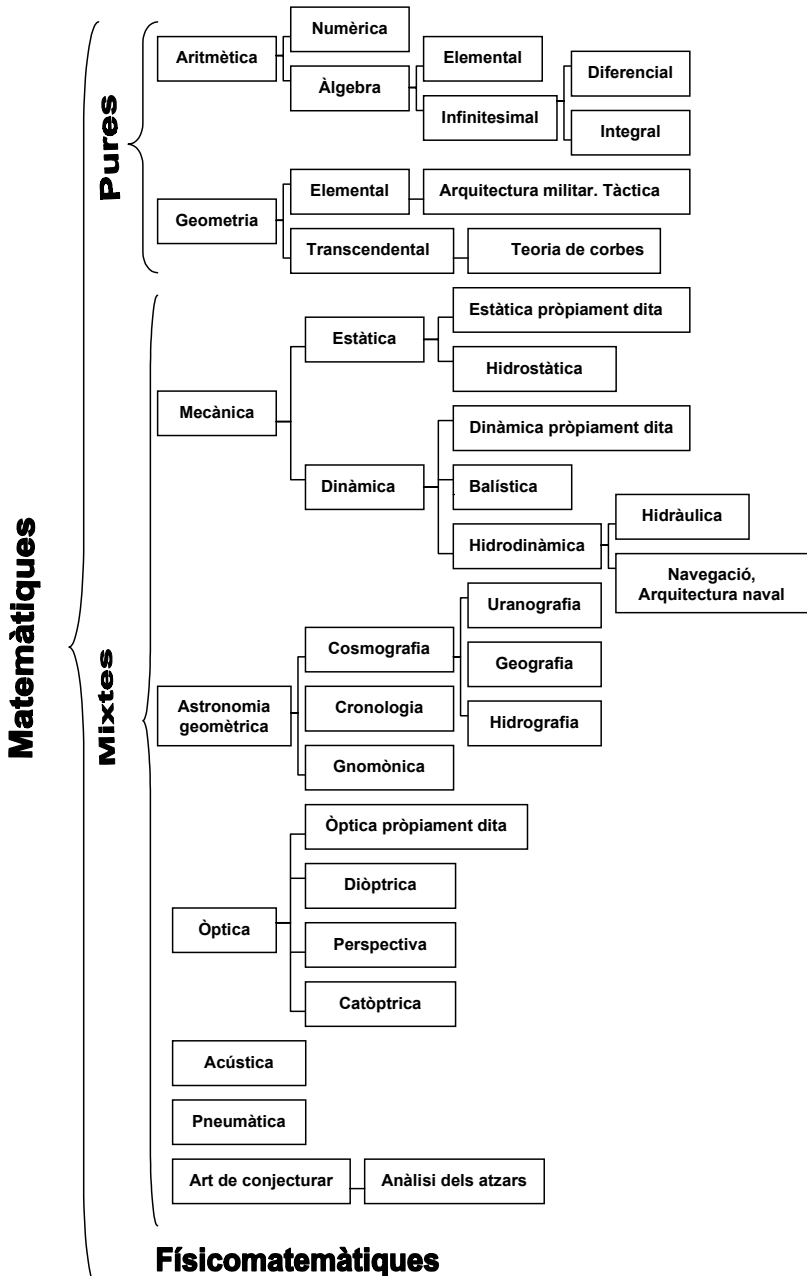 Matemàtiques
Pures
Aritmètica
Numèrica
Àlgebra
Elemental
Infinitesimal
Diferencial
Integral
Geometria
Elemental
Arquitectura militar. Tàctica
Transcendental
Teoria de corbes
Mixtes
Mecànica
Estàtica
Estàtica pròpiament dita
Hidrostàtica
Dinàmica
Dinàmica pròpiament dita
Balística
Hidrodinàmica
Hidràulica
Navegació,
Arquitectura naval
Astronomia
geomètrica
Cosmografia
Uranografia
Geografia
Hidrografia
Cronologia
Gnomònica
Òptica
Òptica pròpiament dita
Diòptrica
Perspectiva
Catòptrica
Acústica
Pneumàtica
Art de conjecturar
Anàlisi dels atzars
Físicomatemàtiques